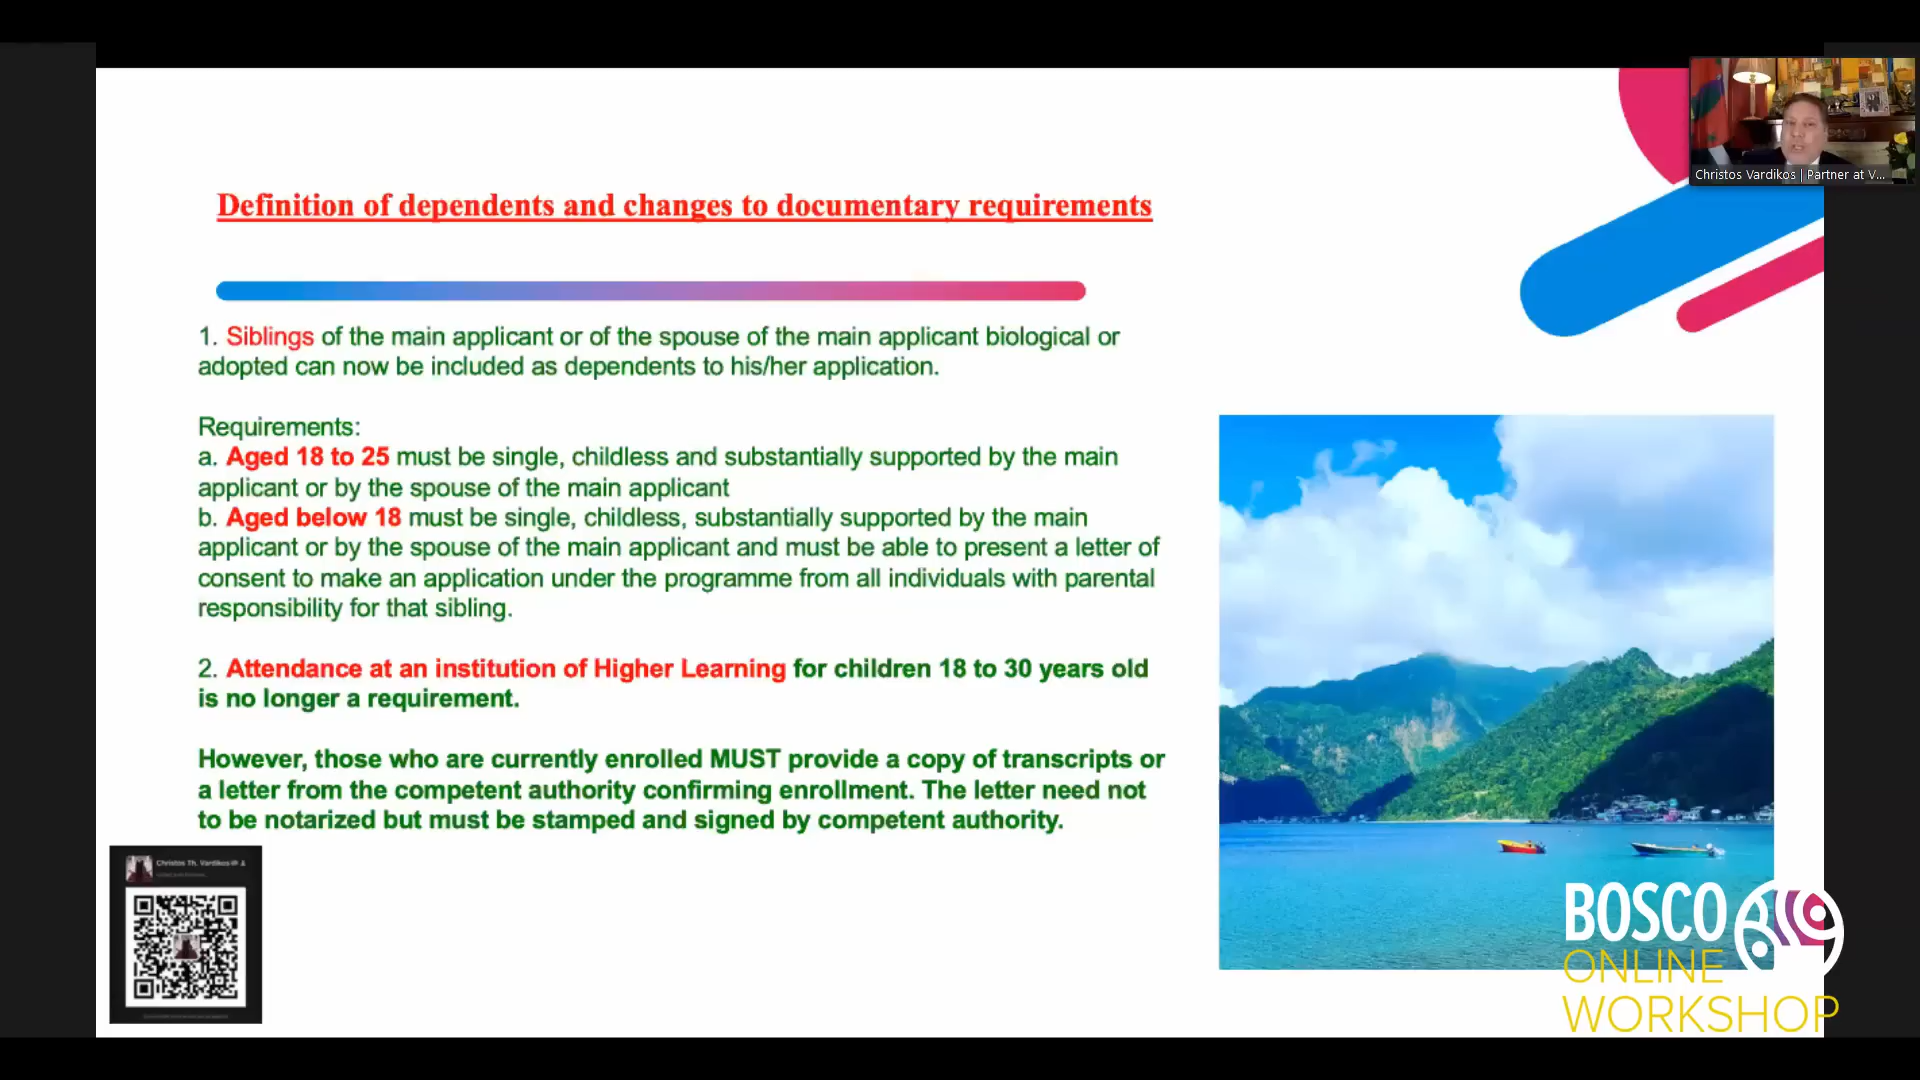 Christos Vardikos | Partner at V...
Definition of dependents and changes to documentary requirements
1. Siblings of the main applicant or of the spouse of the main applicant biological or
adopted can now be included as dependents to his/her application.
Requirements:
a. Aged 18 to 25 must be single, childless and substantially supported by the main
applicant or by the spouse of the main applicant
b. Aged below 18 must be single, childless, substantially supported by the main
applicant or by the spouse of the main applicant and must be able to present a letter of
consent to make an application under the programme from all individuals with parental
responsibility for that sibling.
2. Attendance at an institution of Higher Learning for children 18 to 30 years old
is no longer a requirement.
However, those who are currently enrolled MUST provide a copy of transcripts or
a letter from the competent authority confirming enrollment. The letter need not
to be notarized but must be stamped and signed by competent authority.
Christos Th. Vardikos
BOSCO
ONLINE
WORKSHOP